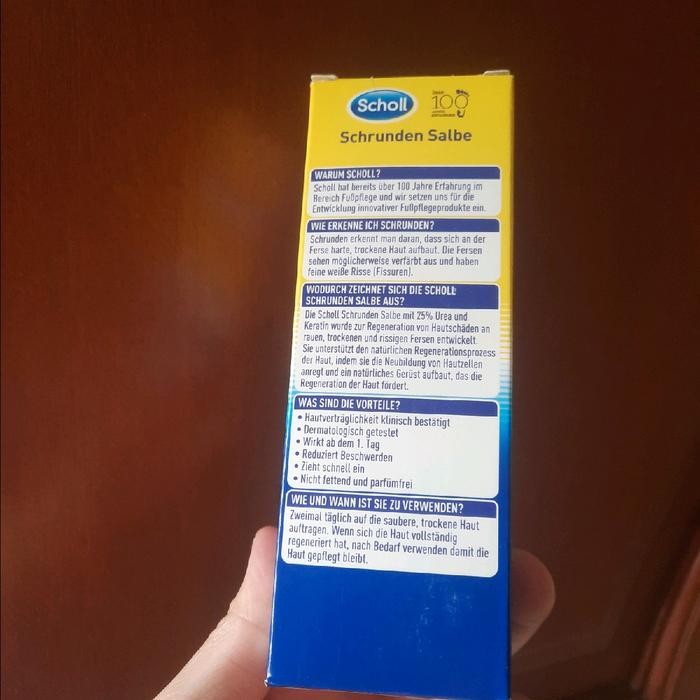 Scholl
100
Schrunden Salbe
WARUM SCHOLL?
Scholl hat bereits über 100 Jahre Erfahrung im
Bereich Fußpflege und wir setzen uns für die
Entwicklung innovativer Fußpflegeprodukte ein.
WIE ERKENNE ICH SCHRUNDEN?
Schrunden erkennt man daran, dass sich an der
Ferse harte, trockene Haut aufbaut. Die Fersen
sehen möglicherweise verfärbt aus und haben
feine weiße Risse (Fissuren).
WODURCH ZEICHNET SICH DIE SCHOLL
SCHRUNDEN SALBE AUS?
Die Scholl Schrunden Salbe mit 25% Urea und
Keratin wurde zur Regeneration von Hautschäden an
rauen, trockenen und rissigen Fersen entwickelt.
Sie unterstützt den natürlichen Regenerationsprozess
der Haut, indem sie die Neubildung von Hautzellen
anregt und ein natürliches Gerüst aufbaut, das die
Regeneration der Haut fördert.
WAS SIND DIE VORTEILE?
• Hautverträglichkeit klinisch bestätigt
• Dermatologisch getestet
• Wirkt ab dem 1. Tag
• Reduziert Beschwerden
• Zieht schnell ein
• Nicht fettend und parfümfrei
WIE UND WANN IST SIE ZU VERWENDEN?
Zweimal täglich auf die saubere, trockene Haut
auftragen. Wenn sich die Haut vollständig
regeneriert hat, nach Bedarf verwenden damit die
Haut gepflegt bleibt.